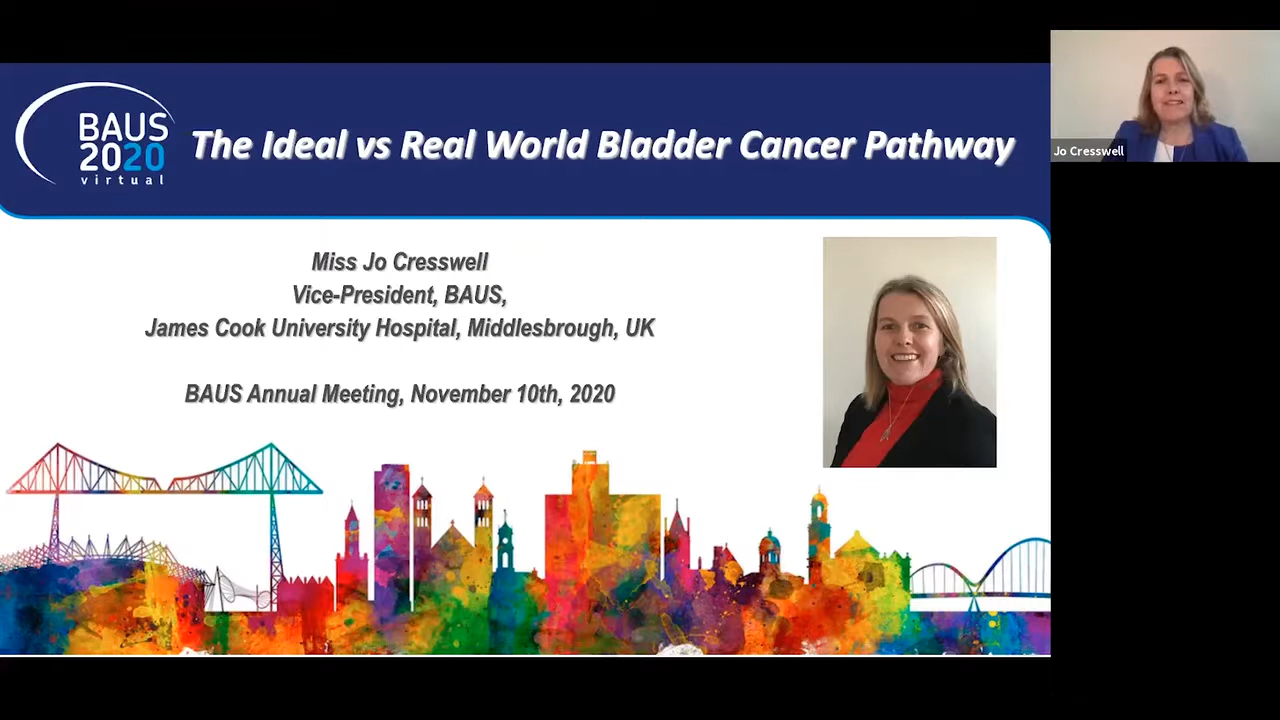 BAUS
2020
virtual
The Ideal vs Real World Bladder Cancer Pathway
Miss Jo Cresswell
Vice-President, BAUS,
James Cook University Hospital, Middlesbrough, UK
BAUS Annual Meeting, November 10th, 2020
Jo Cresswell